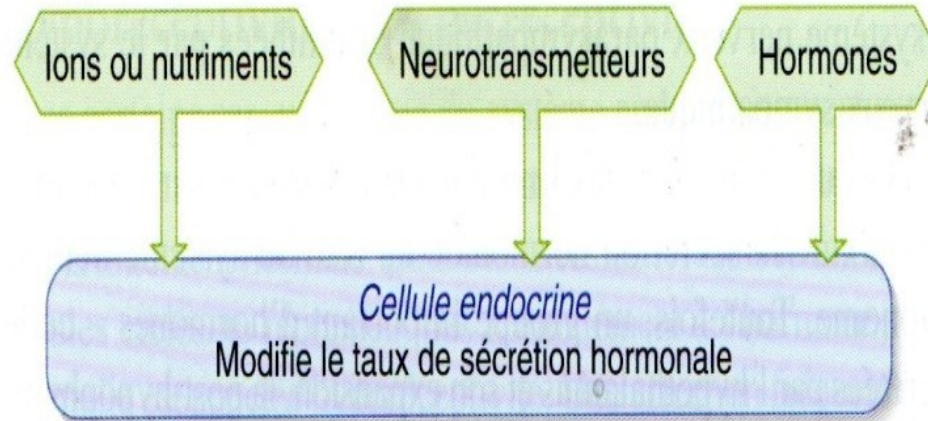 Ions ou nutriments
Neurotransmetteurs
Hormones
Cellule endocrine
Modifie le taux de sécrétion hormonale